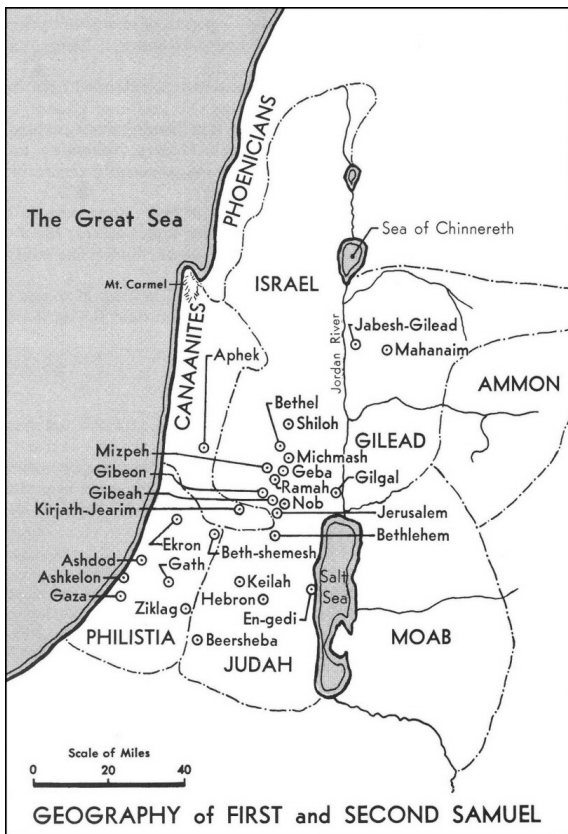 The Great Sea
PHOENICIANS
Sea of Chinnereth
Mt. Carmel
ISRAEL
CANAANITES
Jordan River
Jabesh-Gilead
Mahanaim
Aphek
AMMON
Bethel
Shiloh
GILEAD
Mizpeh
Michmash
Gibeon
Geba
Gilgal
Ramah
Gibeah
Nob
Kirjath-Jearim
Jerusalem
Ekron
Beth-shemesh
Bethlehem
Ashdod
Gath
Ashkelon
Keilah
Salt
Sea
Gaza
Hebron
Ziklag
En-gedi
PHILISTIA
Beersheba
MOAB
JUDAH
Scale of Miles
0 20 40
GEOGRAPHY of FIRST and SECOND SAMUEL